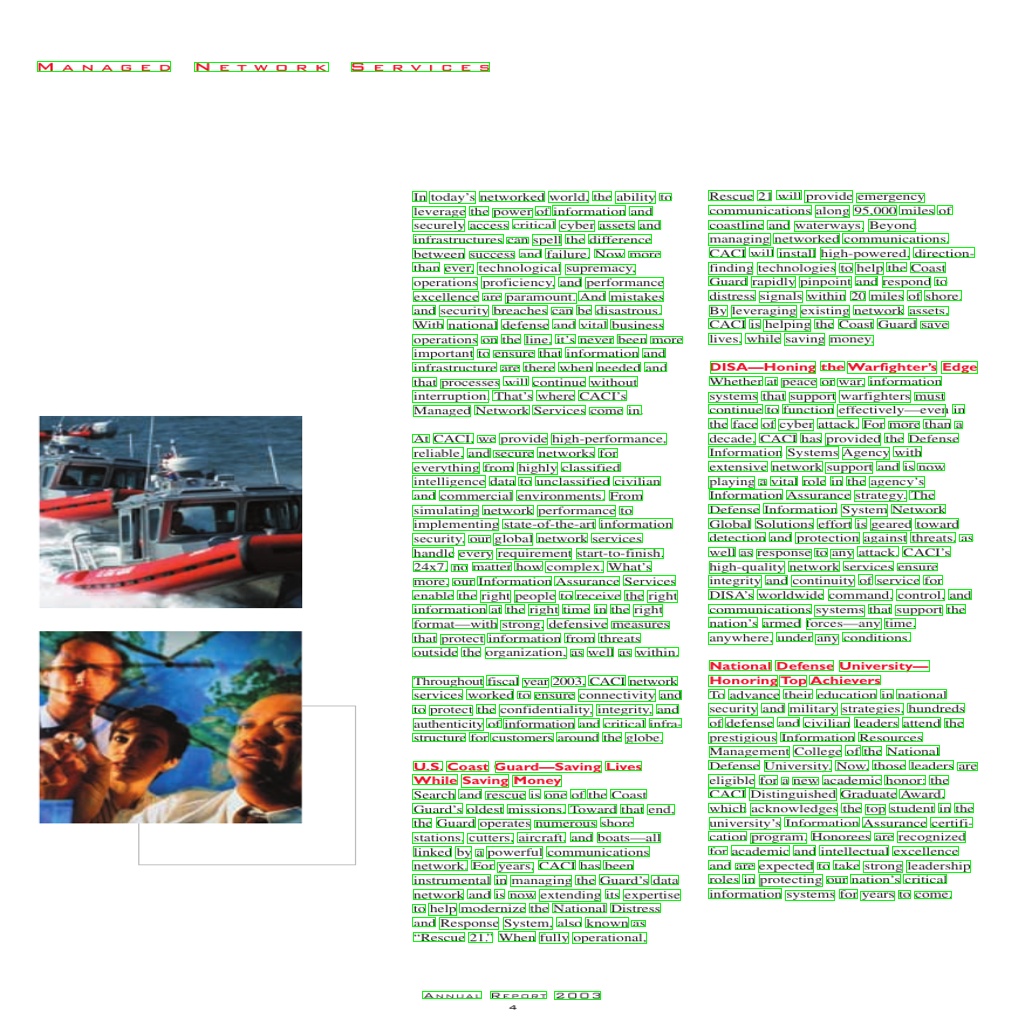 MANAGED NETWORK SERVICES
In today's networked world, the ability to
leverage the power of information and
securely access critical cyber assets and
infrastructures can spell the difference
between success and failure. Now more
than ever, technological supremacy,
operations proficiency, and performance
excellence are paramount. And mistakes
and security breaches can be disastrous.
With national defense and vital business
operations on the line, it's never been more
important to ensure that information and
infrastructure are there when needed and
that processes will continue without
interruption. That's where CACI's
Managed Network Services come in.
At CACI, we provide high-performance,
reliable, and secure networks for
everything from highly classified
intelligence data to unclassified civilian
and commercial environments. From
simulating network performance to
implementing state-of-the-art information
security, our global network services
handle every requirement start-to-finish,
24x7, no matter how complex. What's
more, our Information Assurance Services
enable the right people to receive the right
information at the right time in the right
format—with strong, defensive measures
that protect information from threats
outside the organization, as well as within.
Throughout fiscal year 2003, CACI network
services worked to ensure connectivity and
to protect the confidentiality, integrity, and
authenticity of information and critical infra-
structure for customers around the globe.
U.S. Coast Guard—Saving Lives
While Saving Money
Search and rescue is one of the Coast
Guard's oldest missions. Toward that end,
the Guard operates numerous shore
stations, cutters, aircraft, and boats—all
linked by a powerful communications
network. For years, CACI has been
instrumental in managing the Guard's data
network and is now extending its expertise
to help modernize the National Distress
and Response System, also known as
"Rescue 21." When fully operational,
Rescue 21 will provide emergency
communications along 95,000 miles of
coastline and waterways. Beyond
managing networked communications,
CACI will install high-powered, direction-
finding technologies to help the Coast
Guard rapidly pinpoint and respond to
distress signals within 20 miles of shore.
By leveraging existing network assets,
CACI is helping the Coast Guard save
lives, while saving money.
DISA—Honing the Warfighter's Edge
Whether at peace or war, information
systems that support warfighters must
continue to function effectively—even in
the face of cyber attack. For more than a
decade, CACI has provided the Defense
Information Systems Agency with
extensive network support and is now
playing a vital role in the agency's
Information Assurance strategy. The
Defense Information System Network
Global Solutions effort is geared toward
detection and protection against threats, as
well as response to any attack. CACI's
high-quality network services ensure
integrity and continuity of service for
DISA's worldwide command, control, and
communications systems that support the
nation's armed forces—any time,
anywhere, under any conditions.
National Defense University—
Honoring Top Achievers
To advance their education in national
security and military strategies, hundreds
of defense and civilian leaders attend the
prestigious Information Resources
Management College of the National
Defense University. Now, those leaders are
eligible for a new academic honor: the
CACI Distinguished Graduate Award,
which acknowledges the top student in the
university's Information Assurance certifi-
cation program. Honorees are recognized
for academic and intellectual excellence
and are expected to take strong leadership
roles in protecting our nation's critical
information systems for years to come.
ANNUAL REPORT 2003
4